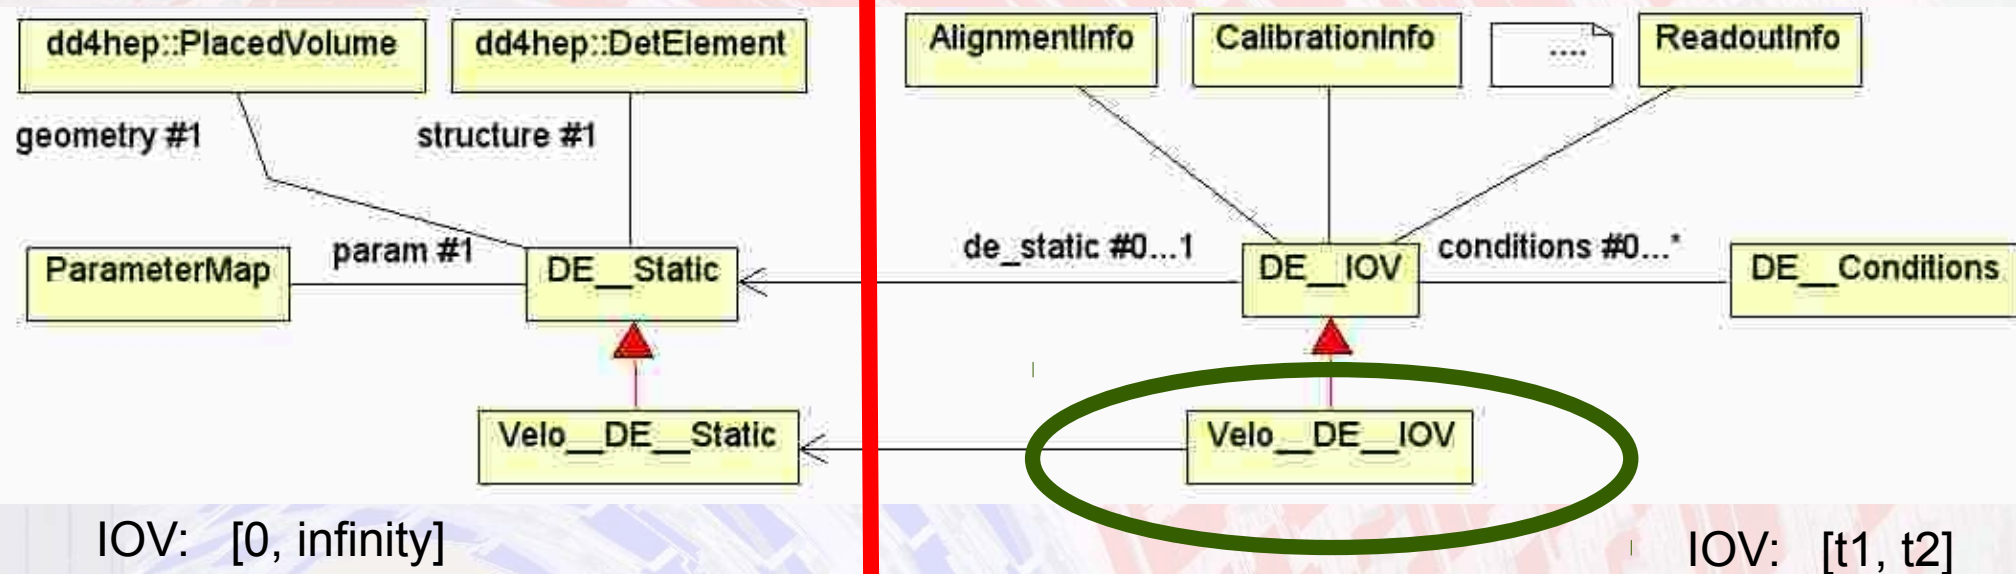 dd4hep::PlacedVolume
dd4hep::DetElement
AlignmentInfo
CalibrationInfo
....
ReadoutInfo
geometry #1
structure #1
ParameterMap
param #1
DE__Static
de_static #0...1
DE__IOV
conditions #0...*
DE__Conditions
Velo__DE__Static
Velo__DE__IOV
IOV: [0, infinity]
IOV: [t1, t2]